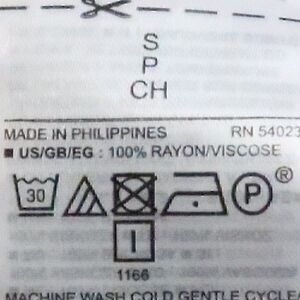 S
P
CH
MADE IN PHILIPPINES RN 54023
■ US/GB/EG : 100% RAYON/VISCOSE
30 P ®
I
1166
MACHINE WASH COLD GENTLE CYCLE